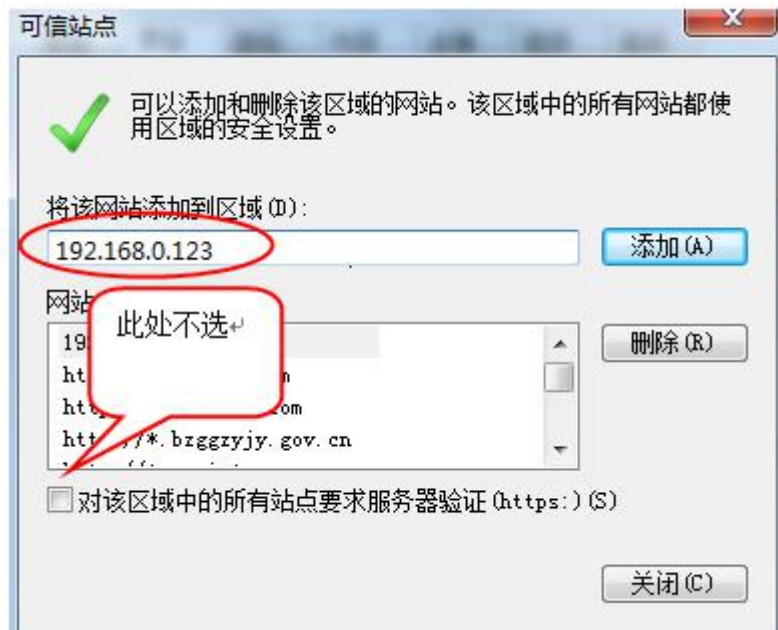 可信站点
可以添加和删除该区域的网站。该区域中的所有网站都使
用区域的安全设置。
将该网站添加到区域(D):
192.168.0.123
添加(A)
网站
此处不选
19
删除(R)
ht
htt
om
htt //*.bzggzyjy.gov.cn
对该区域中的所有站点要求服务器验证(https:)(S)
关闭(C)